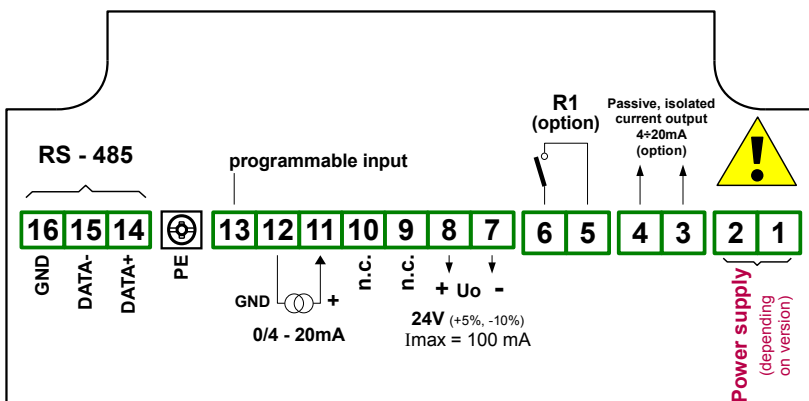 R1
(option)
Passive, isolated
current output
4÷20mA
(option)
RS - 485
programmable input
16 15 14 13 12 11 10 9 8 7 6 5 4 3 2 1
GND
DATA-
DATA+
PE
GND +
0/4 - 20mA
n.c.
n.c.
+ Uo -
24V (+5%, -10%)
Imax = 100 mA
Power supply
(depending
on version)